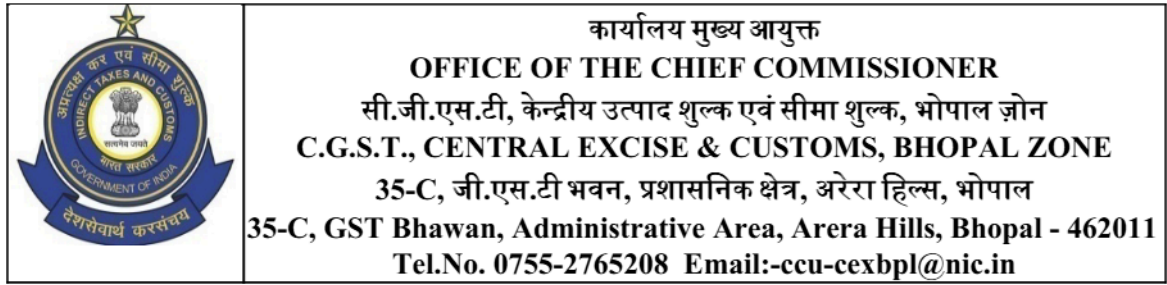 अप्रत्यक्ष कर एवं सीमा शुल्क
INDIRECT TAXES AND CUSTOMS
सत्यमेव जयते
भारत सरकार
GOVERNMENT OF INDIA
देशसेवार्थ करसंचय
कार्यालय मुख्य आयुक्त
OFFICE OF THE CHIEF COMMISSIONER
सी.जी.एस.टी, केन्द्रीय उत्पाद शुल्क एवं सीमा शुल्क, भोपाल ज़ोन
C.G.S.T., CENTRAL EXCISE & CUSTOMS, BHOPAL ZONE
35-C, जी.एस.टी भवन, प्रशासनिक क्षेत्र, अरेरा हिल्स, भोपाल
35-C, GST Bhawan, Administrative Area, Arera Hills, Bhopal - 462011
Tel.No. 0755-2765208 Email:-ccu-cexbpl@nic.in